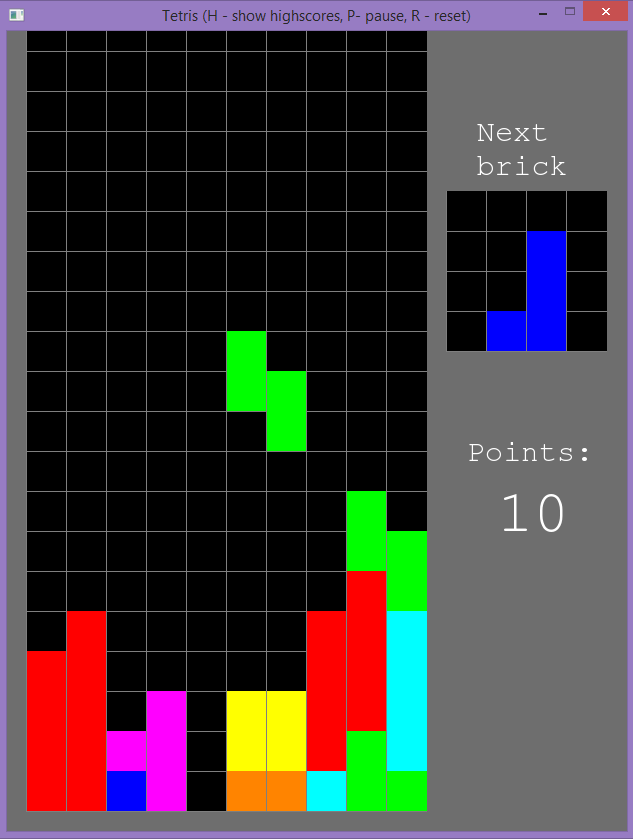 Tetris (H - show highscores, P- pause, R - reset)
Next
brick
Points:
10